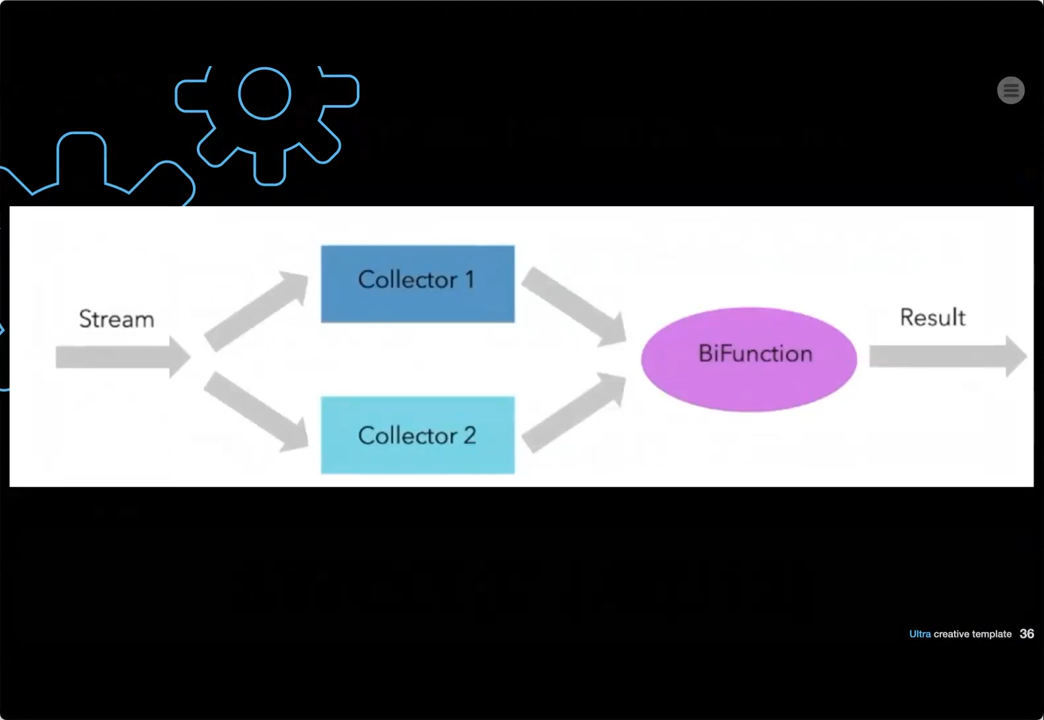 Stream
Collector 1
Collector 2
BiFunction
Result
Ultra creative template 36